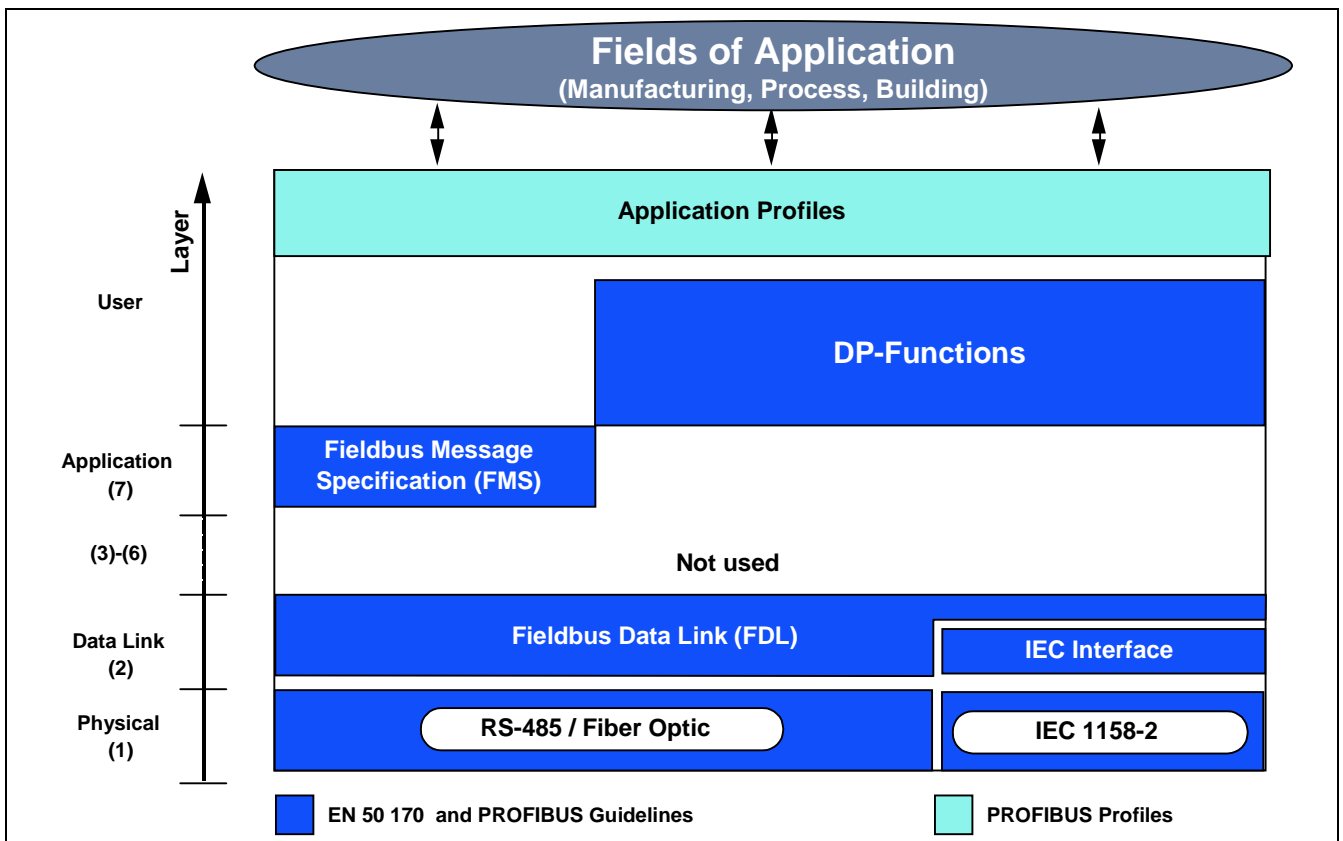 Fields of Application
(Manufacturing, Process, Building)
Layer
Application Profiles
User
DP-Functions
Application
(7)
Fieldbus Message
Specification (FMS)
(3)-(6)
Not used
Data Link
(2)
Fieldbus Data Link (FDL)
IEC Interface
Physical
(1)
RS-485 / Fiber Optic
IEC 1158-2
EN 50 170 and PROFIBUS Guidelines
PROFIBUS Profiles